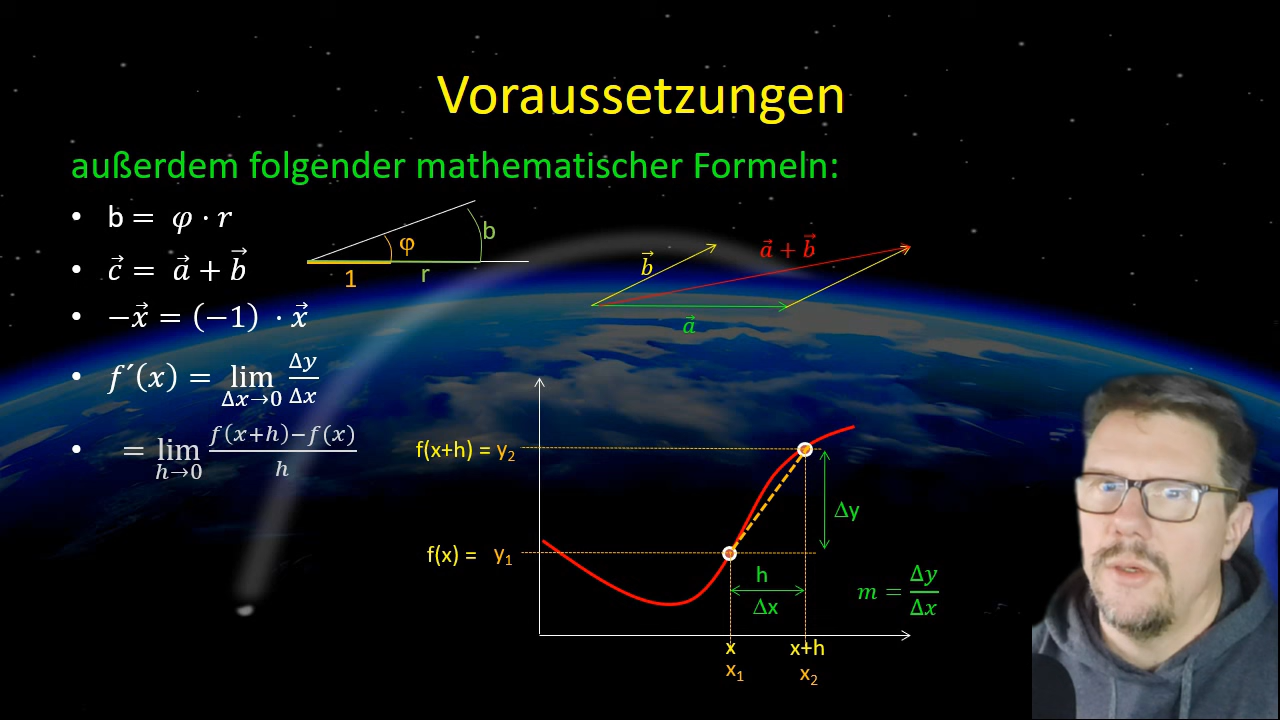 Voraussetzungen
außerdem folgender mathematischer Formeln:
• b = φ · r
• c⃗ = a⃗ + b⃗
• −x⃗ = (−1) · x⃗
• f´(x) = lim Δx→0 Δy/Δx
• = lim h→0 f(x+h)−f(x)/h
φ
b
1
r
b⃗
a⃗ + b⃗
a⃗
f(x+h) = y₂
Δy
f(x) = y₁
h
Δx
m = Δy/Δx
x
x+h
x₁
x₂